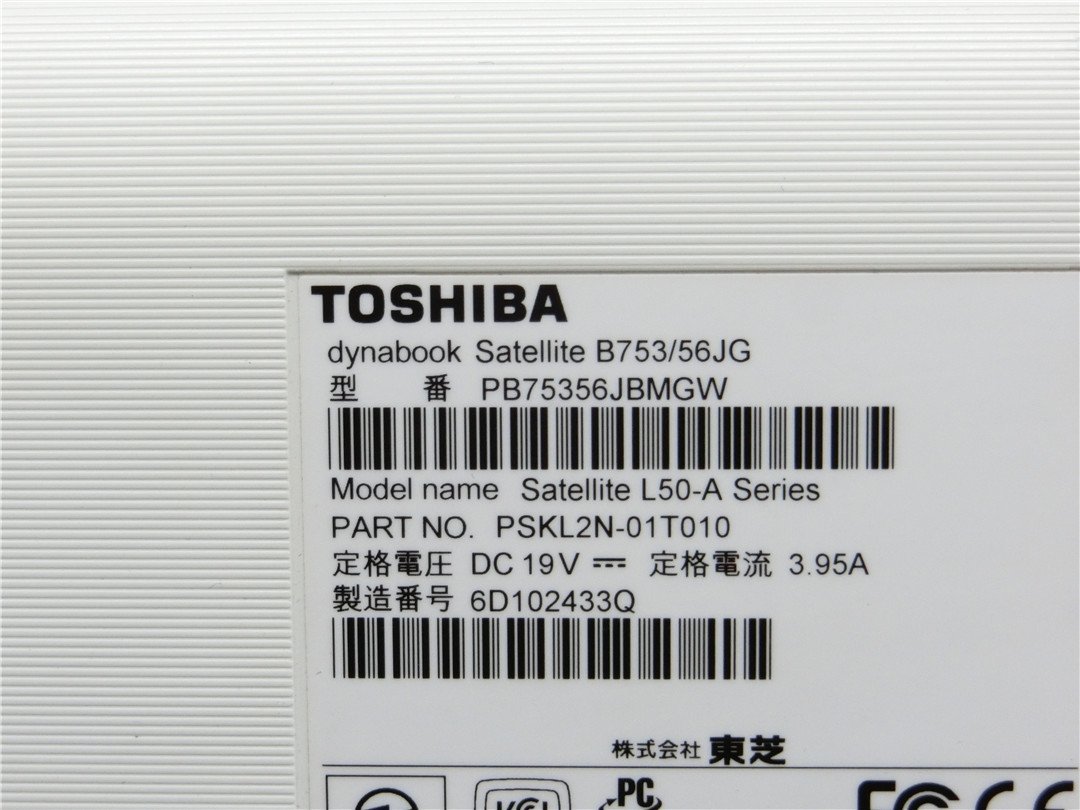 TOSHIBA
dynabook Satellite B753/56JG
型 番 PB75356JBMGW
Model name Satellite L50-A Series
PART NO. PSKL2N-01T010
定格電圧 DC 19V ⎓ 定格電流 3.95A
製造番号 6D102433Q
株式会社 東芝
PC